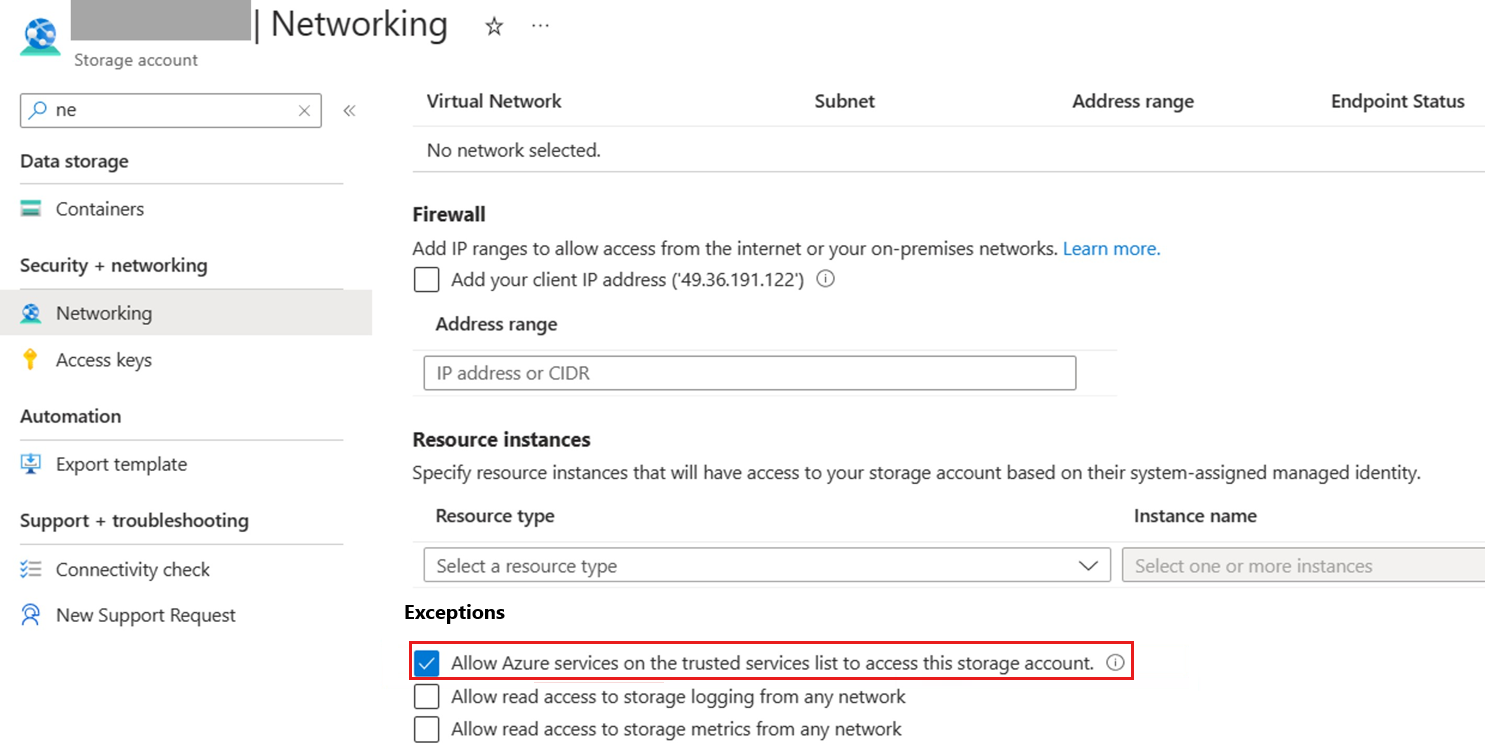 | Networking
Storage account
ne
Data storage
Containers
Security + networking
Networking
Access keys
Automation
Export template
Support + troubleshooting
Connectivity check
New Support Request
Virtual Network Subnet Address range Endpoint Status
No network selected.
Firewall
Add IP ranges to allow access from the internet or your on-premises networks. Learn more.
Add your client IP address ('49.36.191.122')
Address range
IP address or CIDR
Resource instances
Specify resource instances that will have access to your storage account based on their system-assigned managed identity.
Resource type Instance name
Select a resource type Select one or more instances
Exceptions
Allow Azure services on the trusted services list to access this storage account.
Allow read access to storage logging from any network
Allow read access to storage metrics from any network